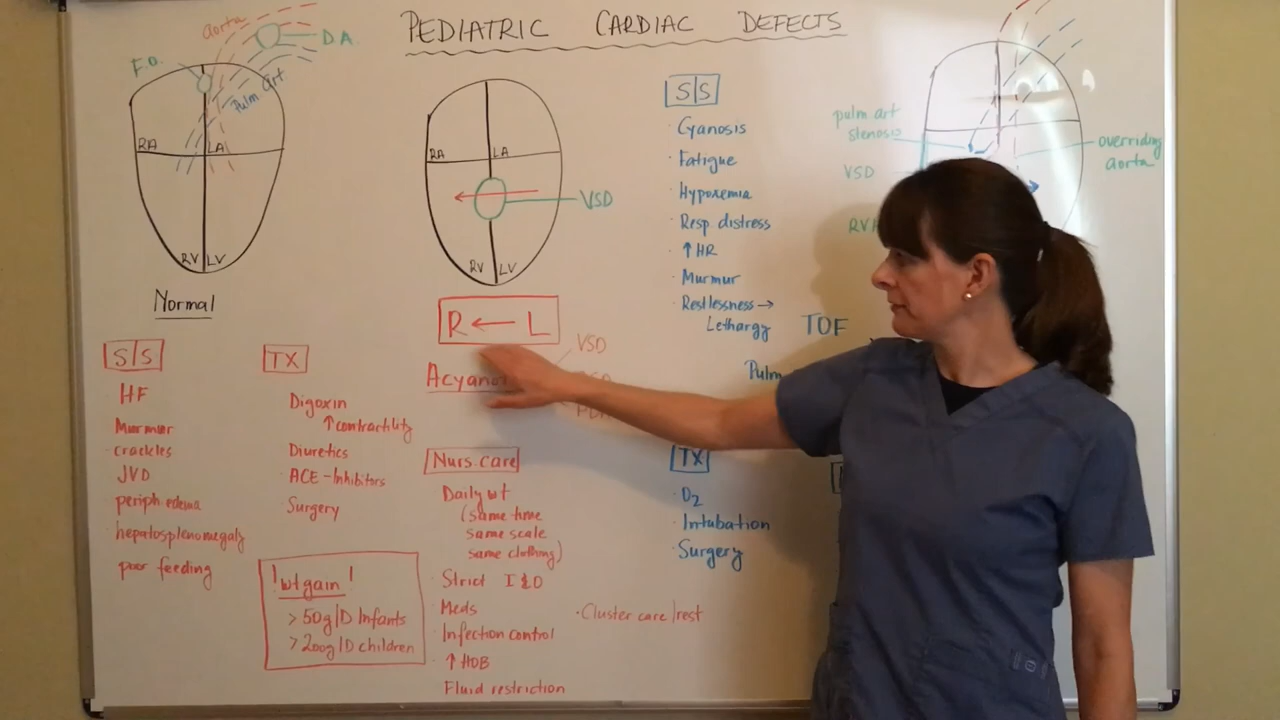 PEDIATRIC CARDIAC DEFECTS
aorta
D.A.
F.O.
Pulm art
RA
LA
RV
LV
Normal
S|S
HF
Murmur
crackles
JVD
periph. edema
hepatosplenomegaly
poor feeding
TX
Digoxin
↑contractility
Diuretics
ACE-Inhibitors
Surgery
! wt gain !
>50g/D Infants
>200g/D children
RA
LA
VSD
RV
LV
R ← L
VSD
Nurs. care
Daily wt
(same time
same scale
same clothing)
Strict I&O
Meds
Infection control
↑HOB
Fluid restriction
Cluster care/rest
S|S
Cyanosis
Fatigue
Hypoxemia
Resp distress
↑HR
Murmur
Restlessness →
Lethargy
TX
O2
Intubation
Surgery
pulm art
stenosis
VSD
overriding
aorta
TOF
Pulm